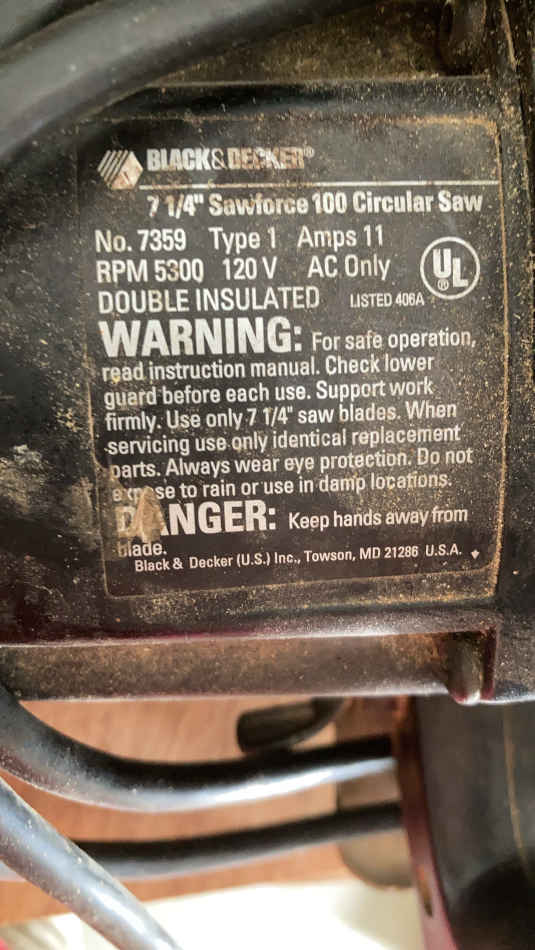 BLACK&DECKER®
7 1/4" Sawforce 100 Circular Saw
No. 7359 Type 1 Amps 11
RPM 5300 120 V AC Only
UL®
DOUBLE INSULATED LISTED 406A
WARNING: For safe operation,
read instruction manual. Check lower
guard before each use. Support work
firmly. Use only 7 1/4" saw blades. When
servicing use only identical replacement
parts. Always wear eye protection. Do not
expose to rain or use in damp locations.
DANGER: Keep hands away from
blade.
Black & Decker (U.S.) Inc., Towson, MD 21286 U.S.A.